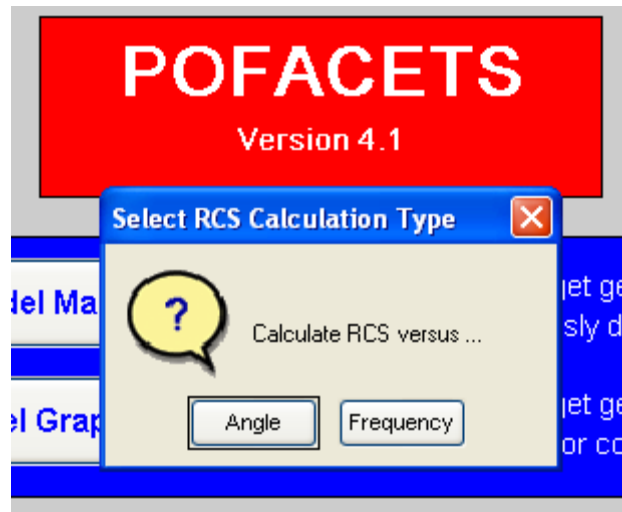 POFACETS
Version 4.1
Select RCS Calculation Type
?
Calculate RCS versus ...
Angle
Frequency